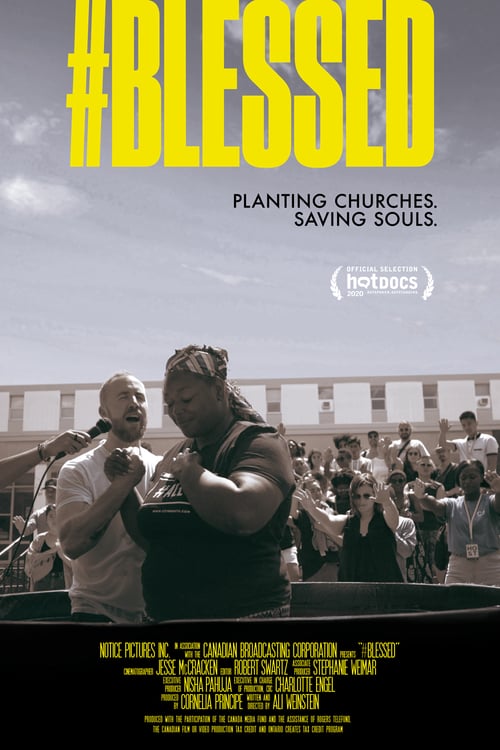 #BLESSED
PLANTING CHURCHES.
SAVING SOULS.
OFFICIAL SELECTION
hotDOCS
2020 OUTSPOKEN. OUTSTANDING.
HOST
NOTICE PICTURES INC. IN ASSOCIATION WITH THE CANADIAN BROADCASTING CORPORATION PRESENTS "#BLESSED"
CINEMATOGRAPHER JESSE McCRACKEN EDITOR ROBERT SWARTZ ASSOCIATE PRODUCER STEPHANIE WEIMAR
EXECUTIVE PRODUCER NISHA PAHUJA EXECUTIVE IN CHARGE OF PRODUCTION, CBC CHARLOTTE ENGEL
PRODUCED BY CORNELIA PRINCIPE WRITTEN AND DIRECTED BY ALI WEINSTEIN
PRODUCED WITH THE PARTICIPATION OF THE CANADA MEDIA FUND AND THE ASSISTANCE OF ROGERS TELEFUND,
THE CANADIAN FILM OR VIDEO PRODUCTION TAX CREDIT AND ONTARIO CREATES TAX CREDIT PROGRAM